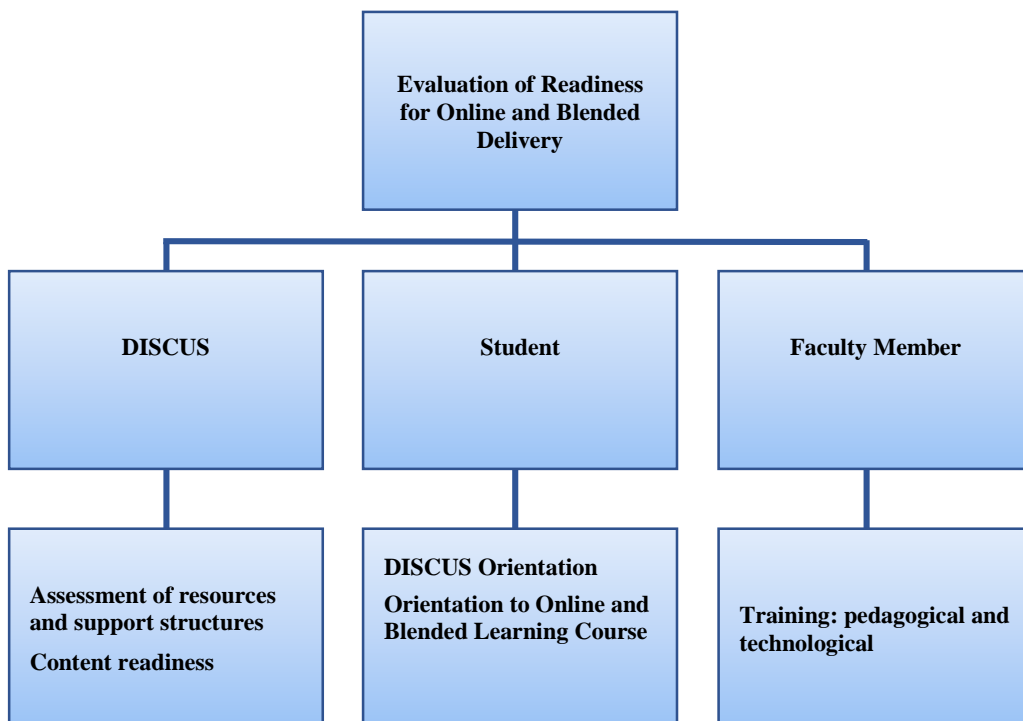 Evaluation of Readiness
for Online and Blended
Delivery
DISCUS
Student
Faculty Member
Assessment of resources
and support structures
Content readiness
DISCUS Orientation
Orientation to Online and
Blended Learning Course
Training: pedagogical and
technological